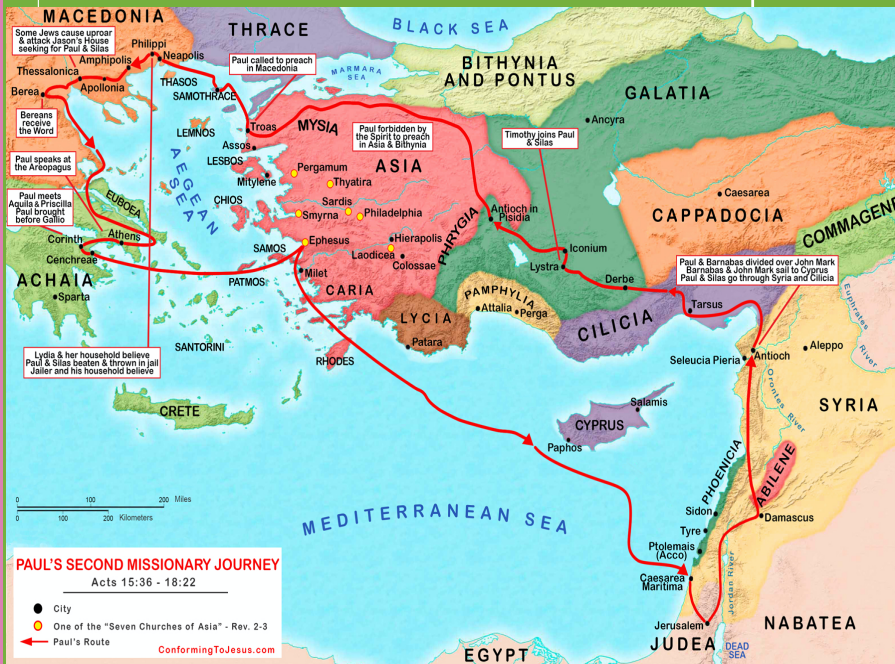 MACEDONIA
THRACE
BLACK SEA
BITHYNIA
AND PONTUS
GALATIA
Some Jews cause uproar
& attack Jason's House
seeking for Paul & Silas
Philippi
Neapolis
Amphipolis
Thessalonica
Apollonia
Berea
Paul called to preach
in Macedonia
MARMARA
SEA
THASOS
SAMOTHRACE
Bereans
receive
the Word
LEMNOS
Troas
MYSIA
Assos
LESBOS
Paul forbidden by
the Spirit to preach
in Asia & Bithynia
Timothy joins Paul
& Silas
Ancyra
ASIA
Paul speaks at
the Areopagus
AEGEAN
SEA
Mitylene
Pergamum
Thyatira
Caesarea
CAPPADOCIA
COMMAGENE
Paul meets
Aquila & Priscilla
Paul brought
before Gallio
EUBOEA
CHIOS
Sardis
Smyrna
Philadelphia
Antioch in
Pisidia
PHRYGIA
Corinth
Athens
Cenchreae
SAMOS
Ephesus
Hierapolis
Laodicea
Colossae
Iconium
Lystra
Derbe
Paul & Barnabas divided over John Mark
Barnabas & John Mark sail to Cyprus
Paul & Silas go through Syria and Cilicia
ACHAIA
Sparta
PATMOS
Milet
CARIA
PAMPHYLIA
Attalia
Perga
LYCIA
Patara
CILICIA
Tarsus
Euphrates
River
SANTORINI
RHODES
Lydia & her household believe
Paul & Silas beaten & thrown in jail
Jailer and his household believe
Seleucia Pieria
Antioch
Aleppo
Orontes River
SYRIA
CRETE
Salamis
CYPRUS
Paphos
PHOENICIA
ABILENE
0 100 200 Miles
0 100 200 Kilometers
MEDITERRANEAN SEA
Sidon
Damascus
Tyre
Ptolemais
(Acco)
Caesarea
Maritima
Jordan River
Jerusalem
JUDEA
DEAD
SEA
NABATEA
EGYPT
PAUL'S SECOND MISSIONARY JOURNEY
Acts 15:36 - 18:22
City
One of the "Seven Churches of Asia" - Rev. 2-3
Paul's Route
ConformingToJesus.com